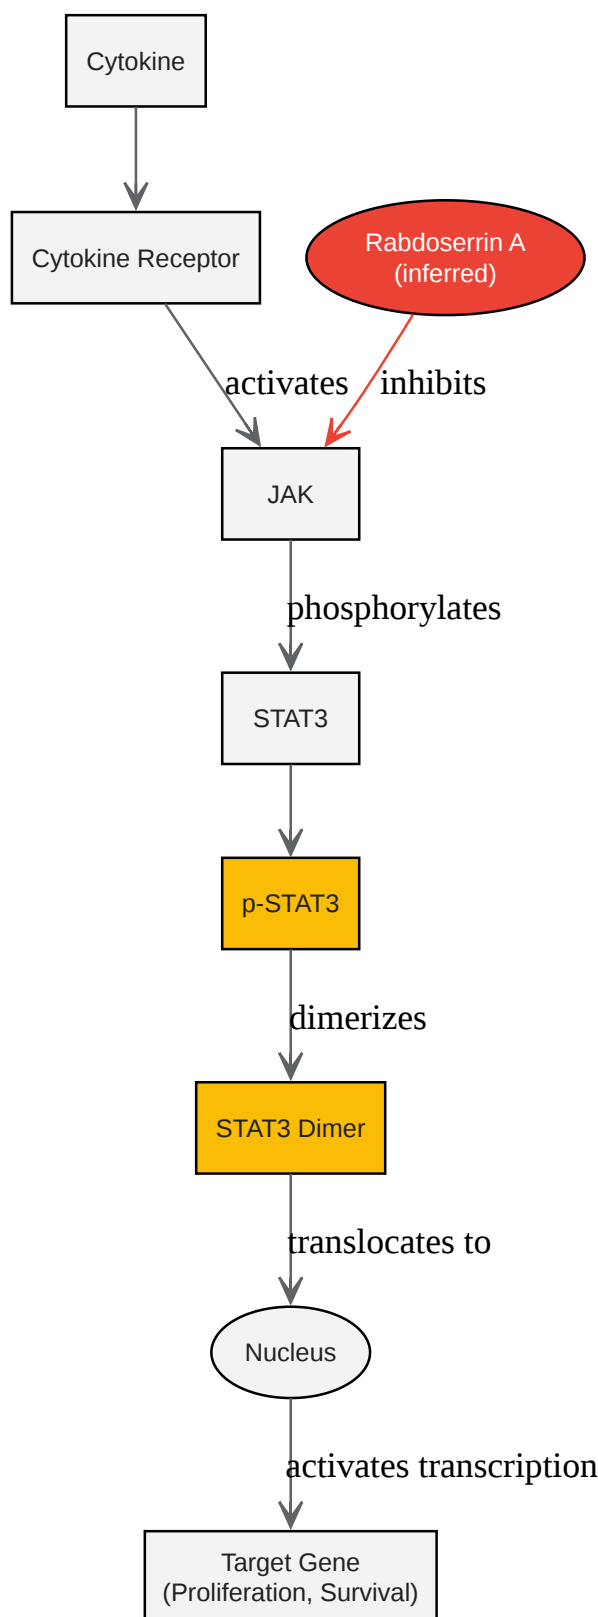 Cytokine
Cytokine Receptor
Rabdoserrin A
(inferred)
activates
inhibits
JAK
phosphorylates
STAT3
p-STAT3
dimerizes
STAT3 Dimer
translocates to
Nucleus
activates transcription
Target Gene
(Proliferation, Survival)